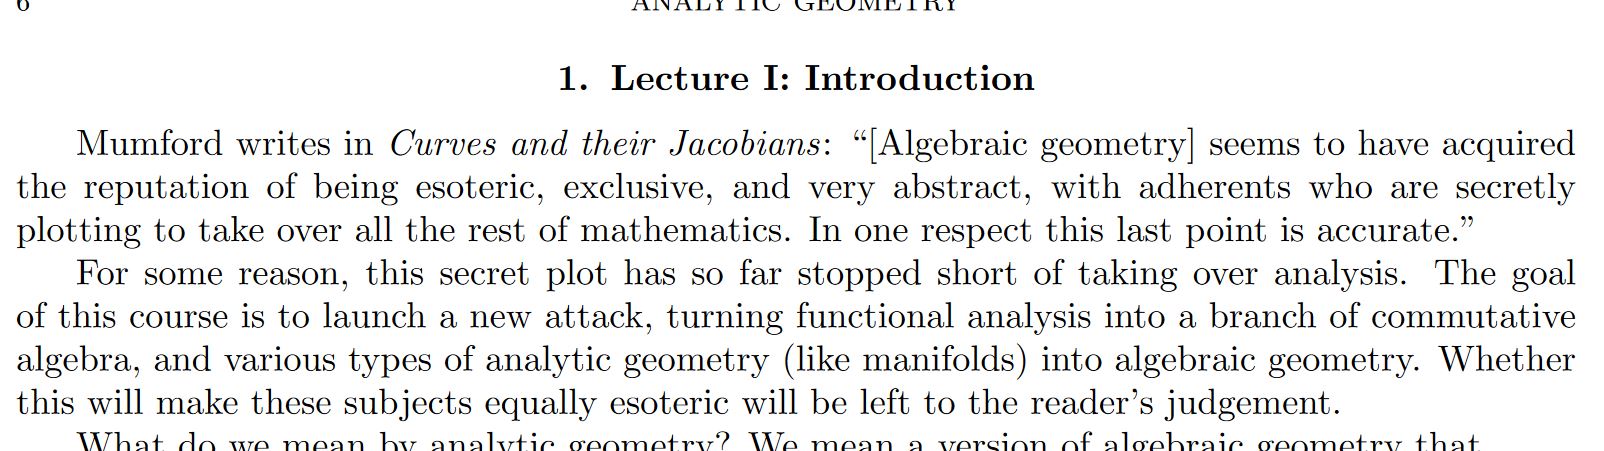 6 ANALYTIC GEOMETRY
1. Lecture I: Introduction
Mumford writes in Curves and their Jacobians: “[Algebraic geometry] seems to have acquired
the reputation of being esoteric, exclusive, and very abstract, with adherents who are secretly
plotting to take over all the rest of mathematics. In one respect this last point is accurate.”
For some reason, this secret plot has so far stopped short of taking over analysis. The goal
of this course is to launch a new attack, turning functional analysis into a branch of commutative
algebra, and various types of analytic geometry (like manifolds) into algebraic geometry. Whether
this will make these subjects equally esoteric will be left to the reader’s judgement.
What do we mean by analytic geometry? We mean a version of algebraic geometry that